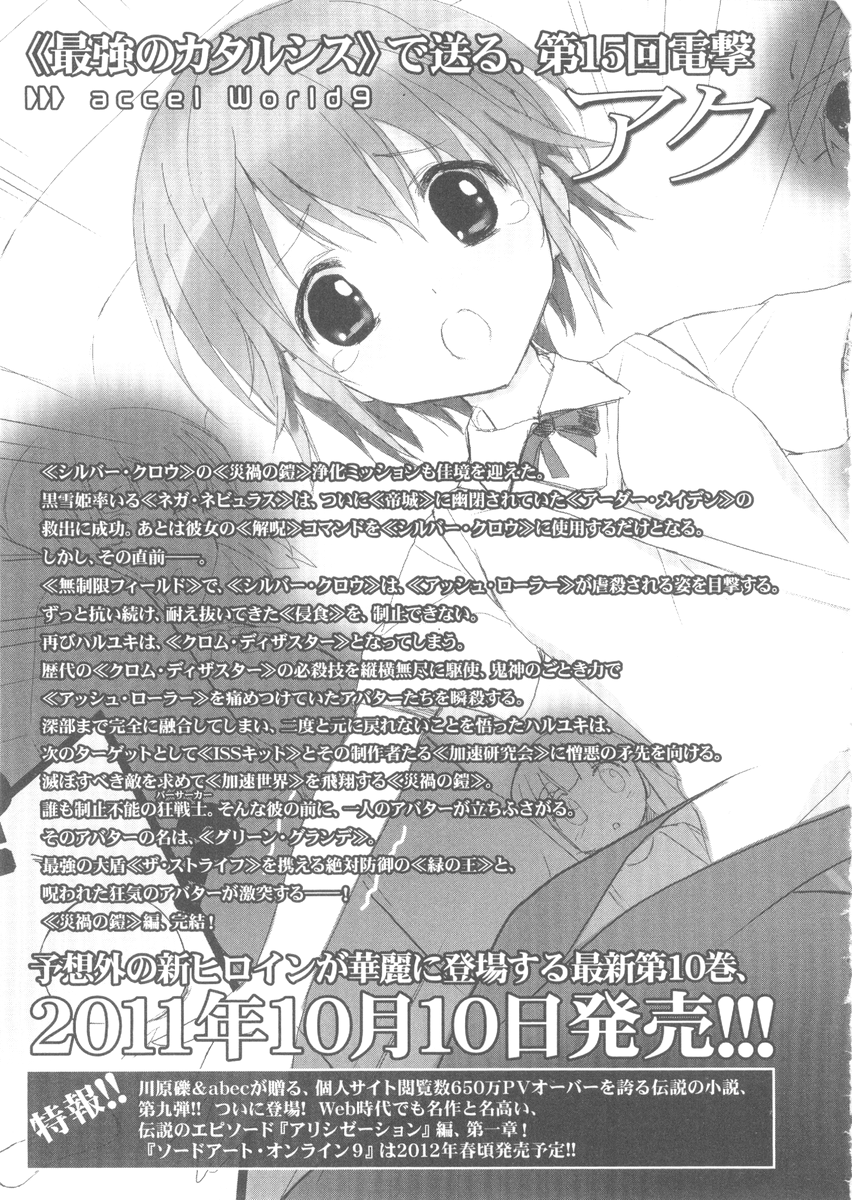 《最強のカタルシス》で送る、第15回電撃
accel World9
アク
≪シルバー・クロウ≫の≪災禍の鎧≫浄化ミッションも佳境を迎えた。
黒雪姫率いる≪ネガ・ネビュラス≫は、ついに≪帝城≫に幽閉されていた≪アーダー・メイデン≫の
救出に成功。あとは彼女の≪解呪≫コマンドを≪シルバー・クロウ≫に使用するだけとなる。
しかし、その直前――。
≪無制限フィールド≫で、≪シルバー・クロウ≫は、≪アッシュ・ローラー≫が虐殺される姿を目撃する。
ずっと抗い続け、耐え抜いてきた≪侵食≫を、制止できない。
再びハルユキは、≪クロム・ディザスター≫となってしまう。
歴代の≪クロム・ディザスター≫の必殺技を縦横無尽に駆使、鬼神のごとき力で
≪アッシュ・ローラー≫を痛めつけていたアバターたちを瞬殺する。
深部まで完全に融合してしまい、二度と元に戻れないことを悟ったハルユキは、
次のターゲットとして≪ISSキット≫とその制作者たる≪加速研究会≫に憎悪の矛先を向ける。
滅ぼすべき敵を求めて≪加速世界≫を飛翔する≪災禍の鎧≫。
バーサーカー
誰も制止不能の狂戦士。そんな彼の前に、一人のアバターが立ちふさがる。
そのアバターの名は、≪グリーン・グランデ≫。
最強の大盾≪ザ・ストライフ≫を携える絶対防御の≪緑の王≫と、
呪われた狂気のアバターが激突する――！
≪災禍の鎧≫編、完結！
予想外の新ヒロインが華麗に登場する最新第10巻、
2011年10月10日発売!!!
特報!!
川原礫&abecが贈る、個人サイト閲覧数650万PVオーバーを誇る伝説の小説、
第九弾!! ついに登場! Web時代でも名作と名高い、
伝説のエピソード『アリシゼーション』編、第一章！
『ソードアート・オンライン9』は2012年春頃発売予定!!